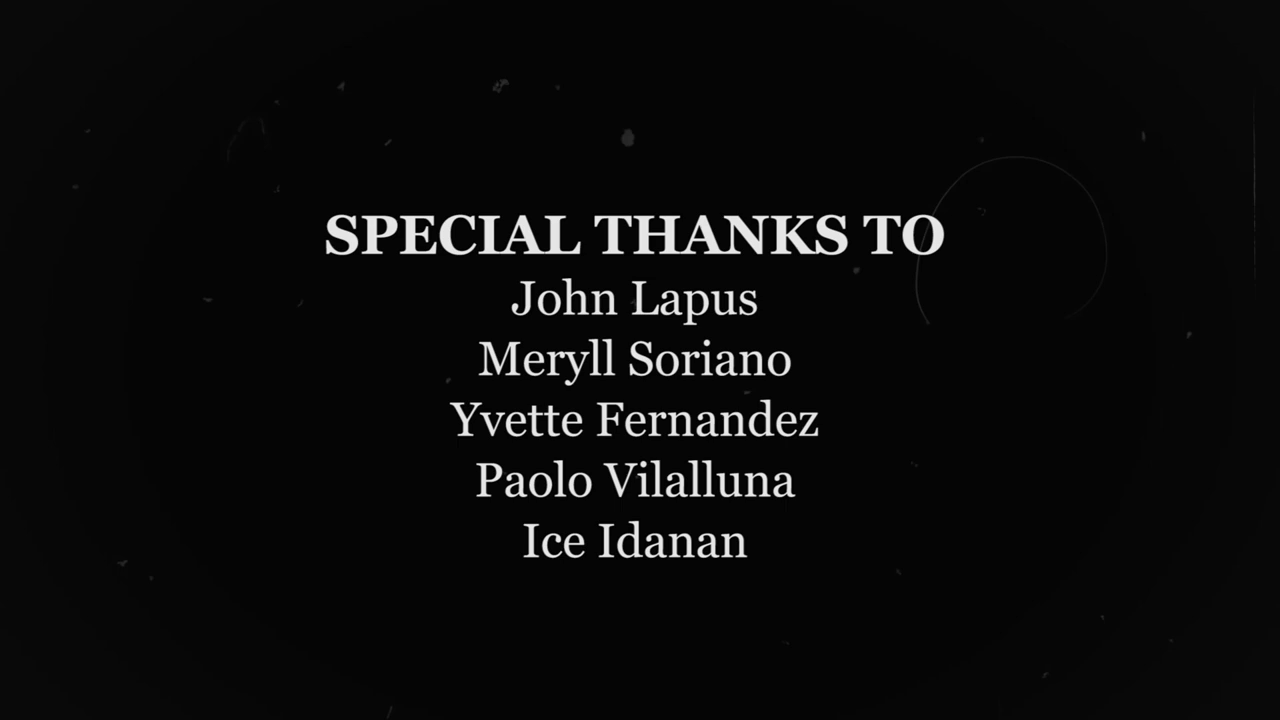 SPECIAL THANKS TO
John Lapus
Meryll Soriano
Yvette Fernandez
Paolo Vilalluna
Ice Idanan